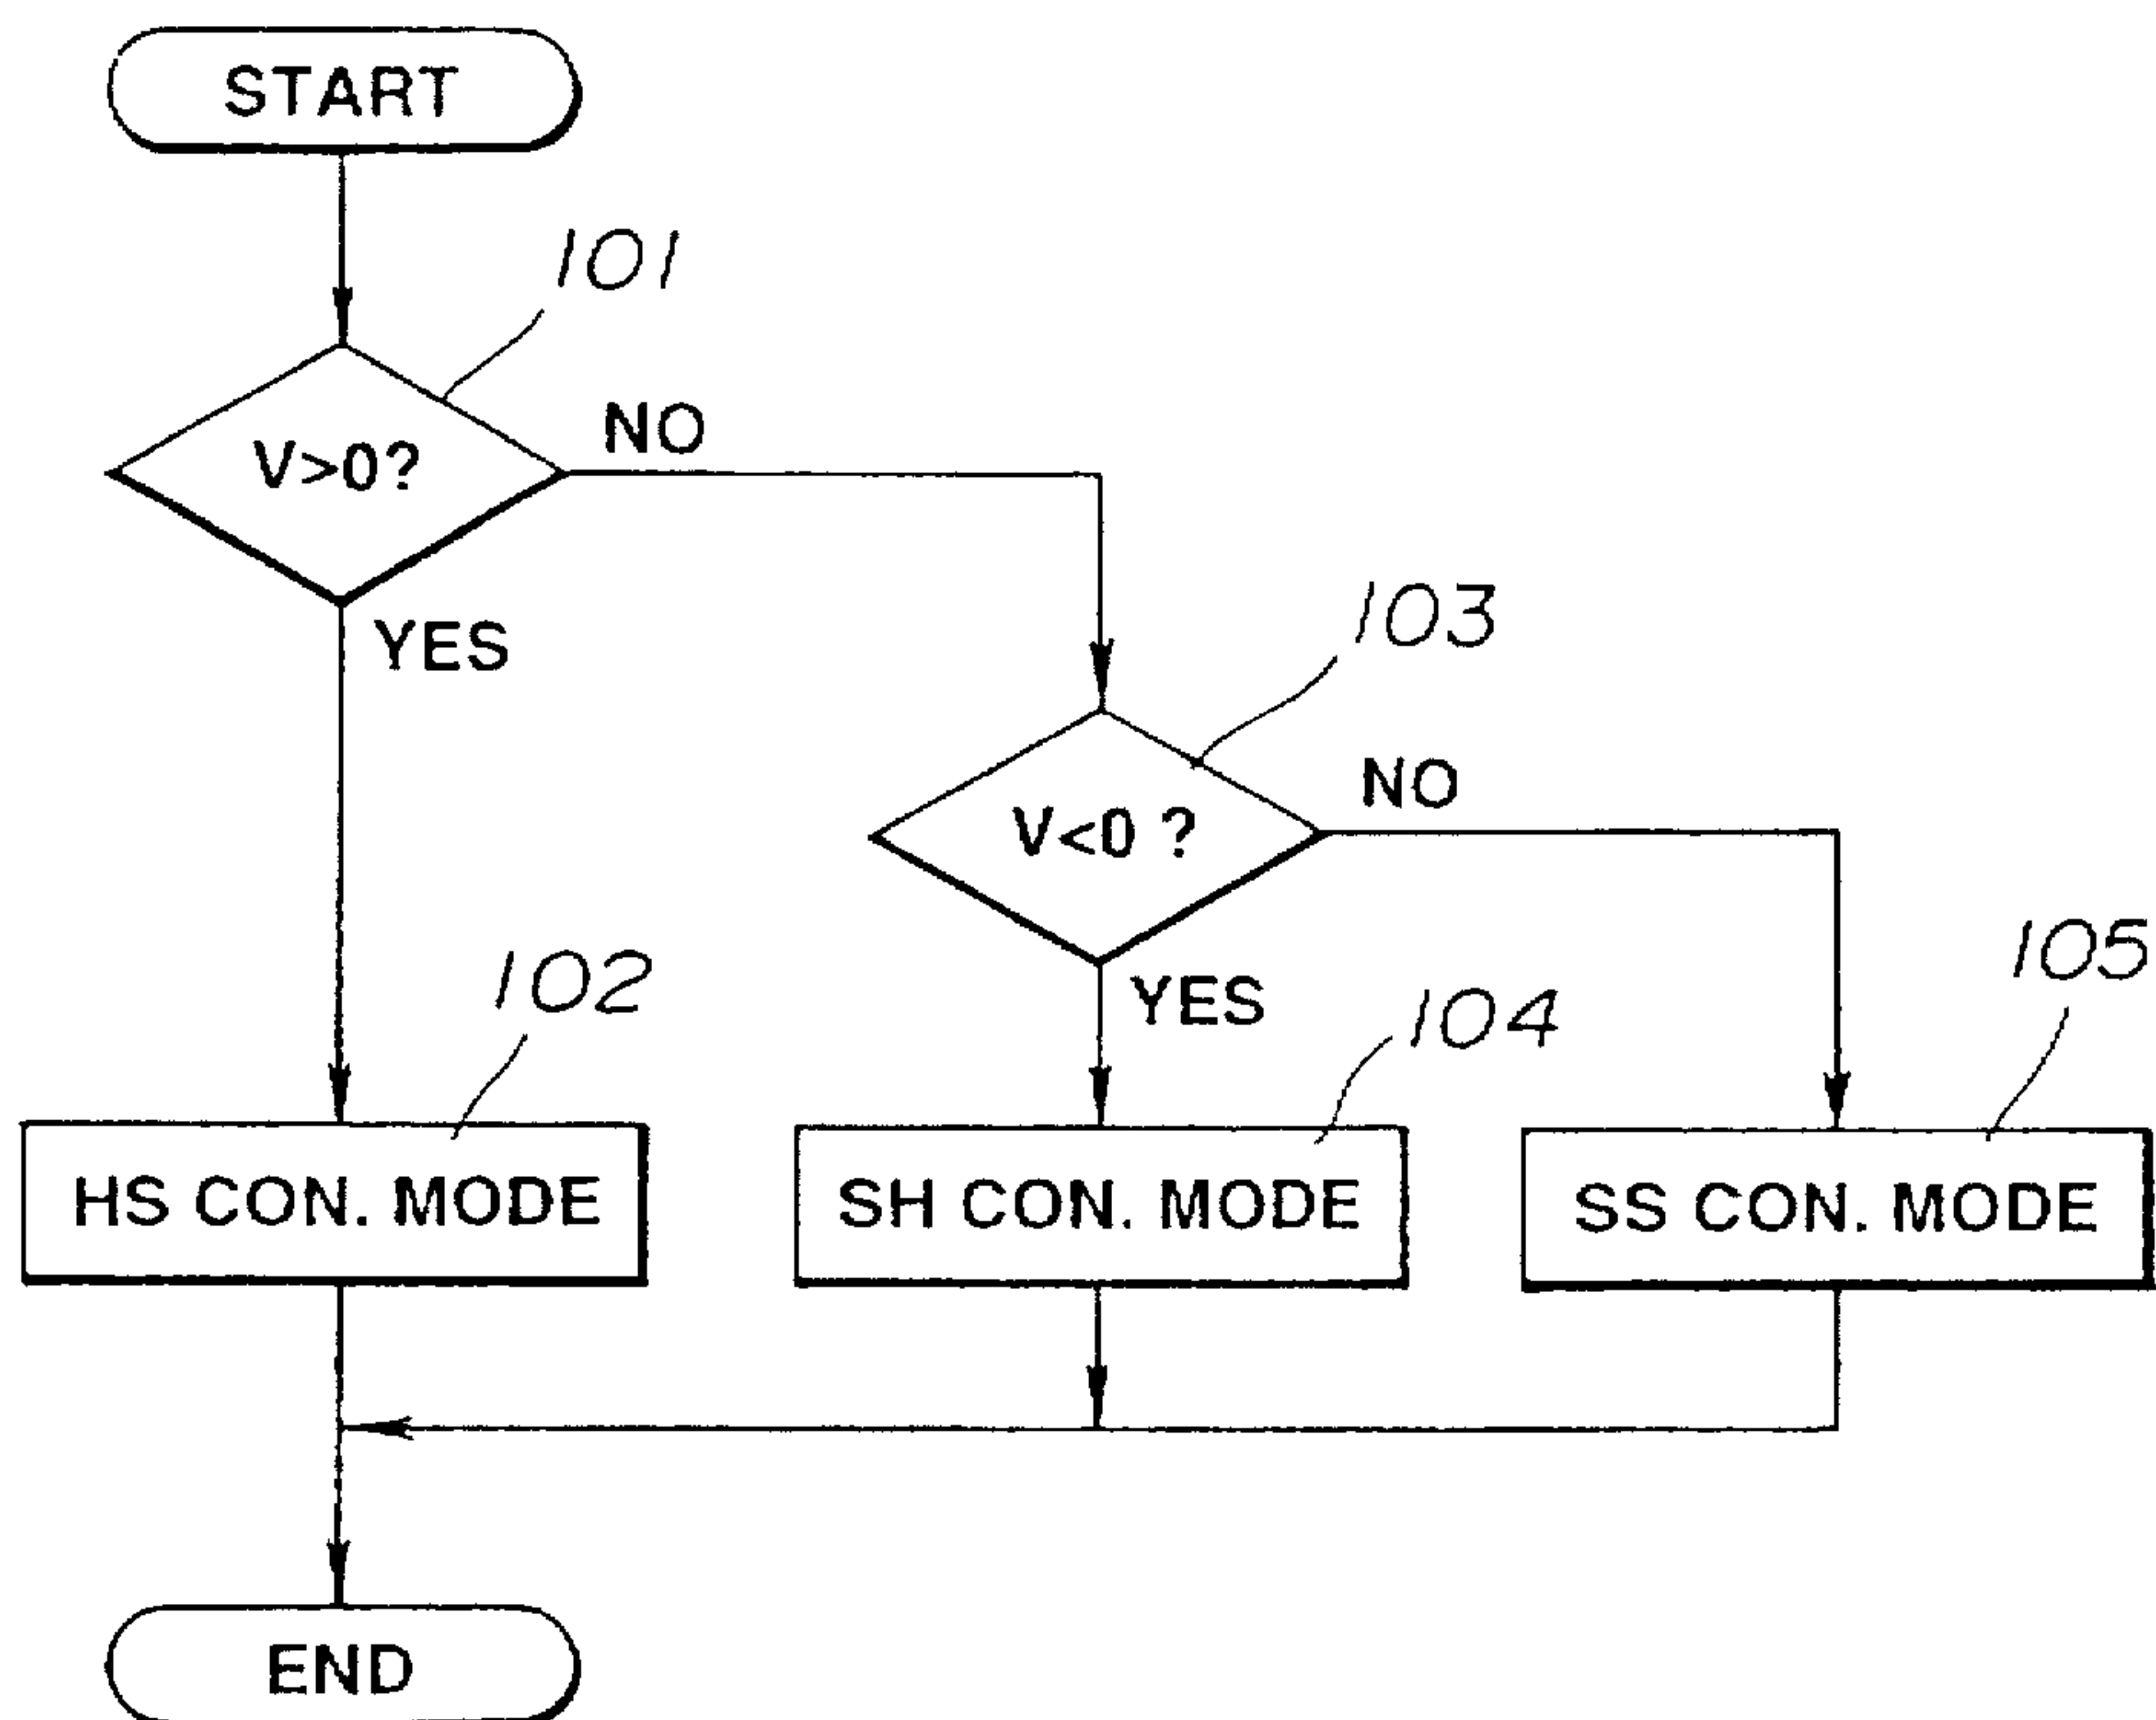 START
101
V>0?
NO
YES
103
V<0 ?
NO
YES
102
104
105
HS CON. MODE
SH CON. MODE
SS CON. MODE
END